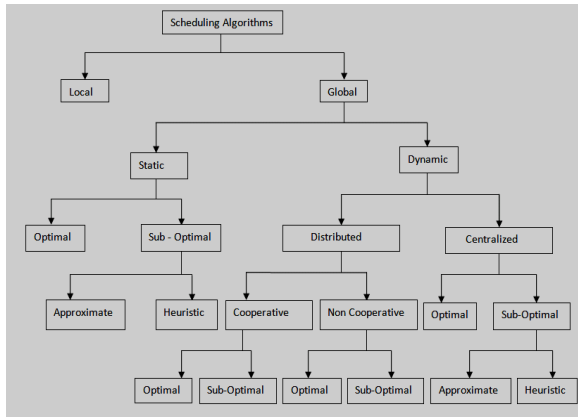 Scheduling Algorithms
Local
Global
Static
Dynamic
Optimal
Sub - Optimal
Distributed
Centralized
Approximate
Heuristic
Cooperative
Non Cooperative
Optimal
Sub-Optimal
Optimal
Sub-Optimal
Optimal
Sub-Optimal
Approximate
Heuristic